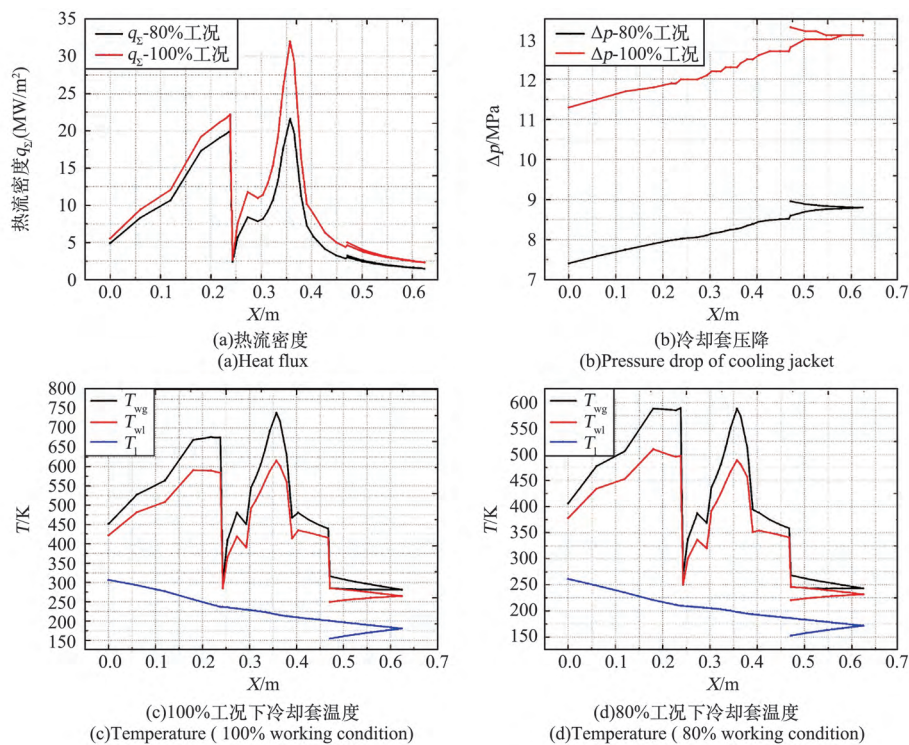 35
30
25
20
15
10
5
0
热流密度qΣ(MW/m²)
qΣ-80%工况
qΣ-100%工况
0.0 0.1 0.2 0.3 0.4 0.5 0.6 0.7
X/m
(a)热流密度
(a)Heat flux
13
12
11
10
9
8
7
Δp/MPa
Δp-80%工况
Δp-100%工况
0.0 0.1 0.2 0.3 0.4 0.5 0.6 0.7
X/m
(b)冷却套压降
(b)Pressure drop of cooling jacket
800
750
700
650
600
550
500
450
400
350
300
250
200
150
T/K
Twg
Twl
Tl
0.0 0.1 0.2 0.3 0.4 0.5 0.6 0.7
X/m
(c)100%工况下冷却套温度
(c)Temperature ( 100% working condition)
600
550
500
450
400
350
300
250
200
150
T/K
Twg
Twl
Tl
0.0 0.1 0.2 0.3 0.4 0.5 0.6 0.7
X/m
(d)80%工况下冷却套温度
(d)Temperature ( 80% working condition)